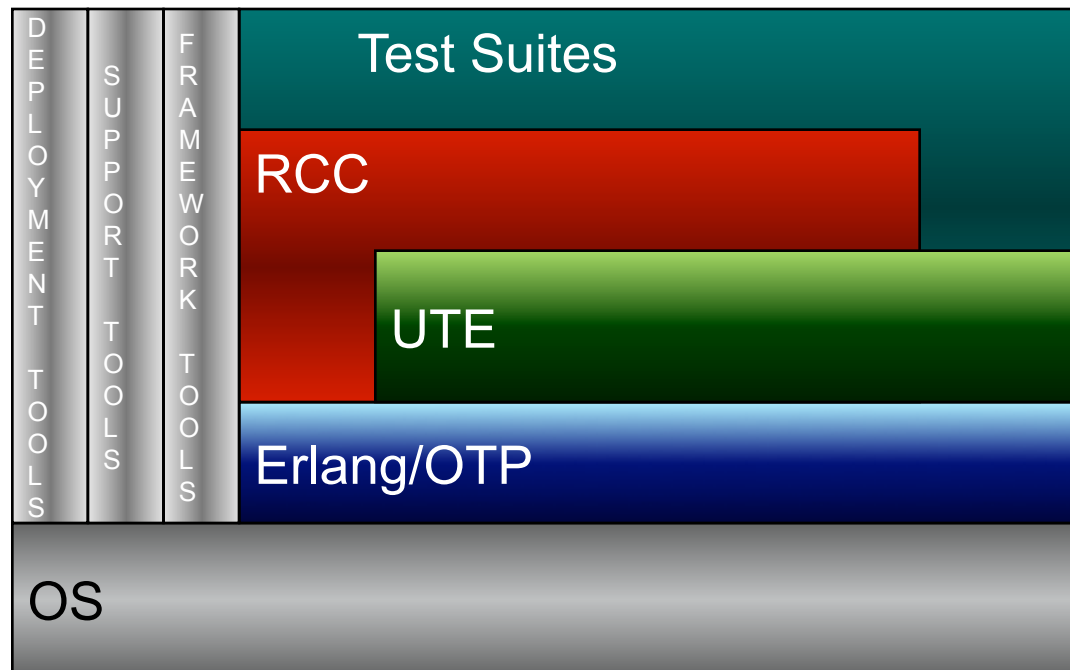 DEPLOYMENT TOOLS
SUPPORT TOOLS
FRAMEWORK TOOLS
Test Suites
RCC
UTE
Erlang/OTP
OS